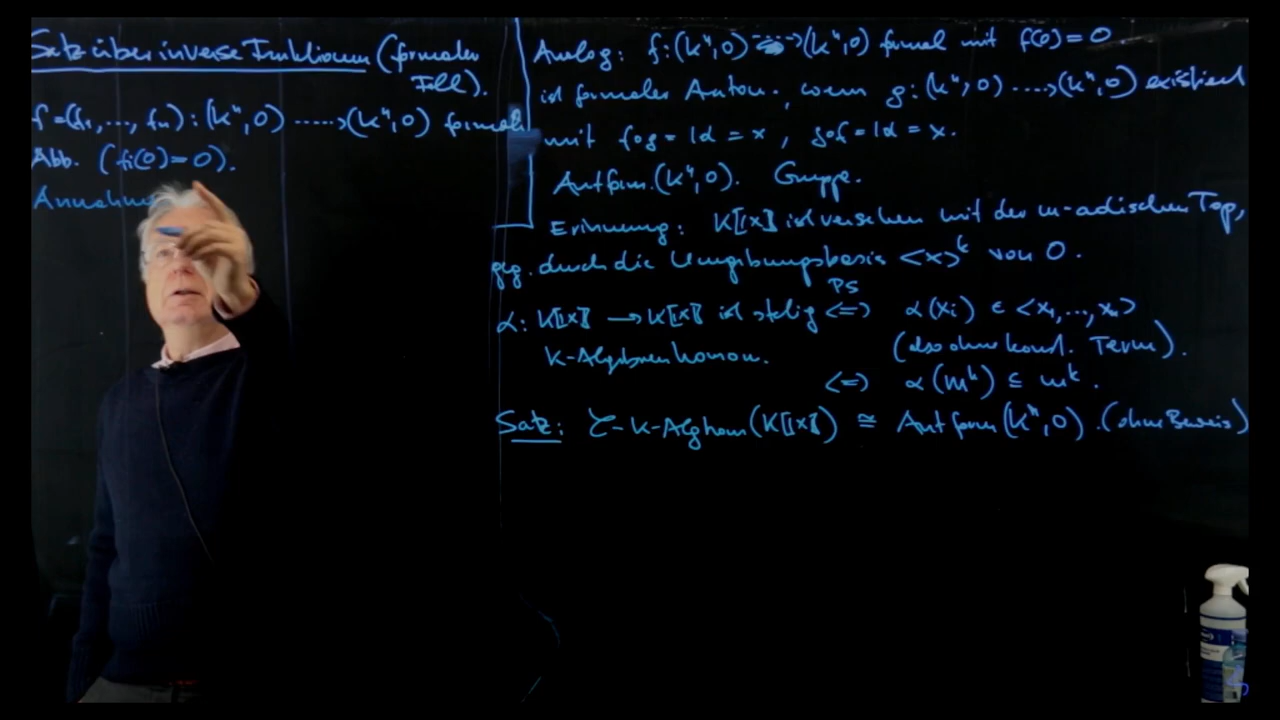 Satz über inverse Funktionen (formaler
Fall).
f=(f₁, ..., fₙ) : (kⁿ,0) ·····> (kⁿ,0) formale
Abb. (fi(0)=0).
Annahme
Analog: f:(kⁿ,0) ····> (kⁿ,0) formal mit f(0)=0.
ist formaler Autom., wenn g:(kⁿ,0) ····> (kⁿ,0) existiert
mit f∘g = Id = x, g∘f = Id = x.
Autform.(kⁿ,0). Gruppe.
Erinnerung: K[[x]] ist versehen mit der m-adischen Top,
geg. durch die Umgebungsbasis <x>ᵏ von 0.
PS
α: K[[x]] → K[[x]] ist stetig <=> α(xᵢ) ∈ <x₁,...,xₙ>
K-Algebrenhomom. (also ohne konst. Term).
<=> α(mᵏ) ⊆ mᵏ.
Satz: τ-K-Alghom(K[[x]]) ≅ Autform(kⁿ,0). (ohne Beweis)